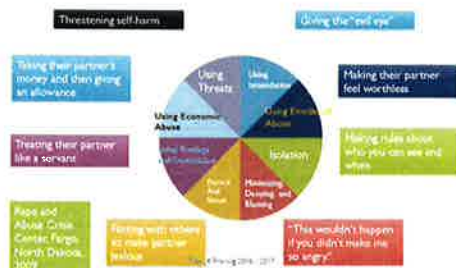 Threatening self-harm
Giving the "evil eye"
Taking their partner's
money and then giving
an allowance
Making their partner
feel worthless
Using
Threats
Using
Using Economic
Abuse
Abuse
Isolation
Minimizing,
Denying and
Blaming
Treating their partner
like a servant
Making rules about
who you can see and
when
Rape and
Abuse Crisis
Center, Fargo,
North Dakota,
Flirting with others
to make partner
jealous
"This wouldn't happen
if you didn't make me
so angry."